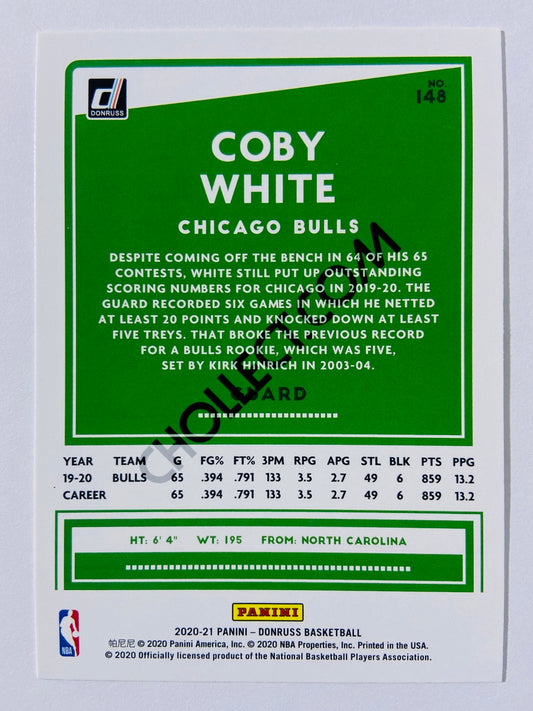 DONRUSS
NO.
148
COBY
WHITE
CHICAGO BULLS
DESPITE COMING OFF THE BENCH IN 64 OF HIS 65
CONTESTS, WHITE STILL PUT UP OUTSTANDING
SCORING NUMBERS FOR CHICAGO IN 2019-20. THE
GUARD RECORDED SIX GAMES IN WHICH HE NETTED
AT LEAST 20 POINTS AND KNOCKED DOWN AT LEAST
FIVE TREYS. THAT BROKE THE PREVIOUS RECORD
FOR A BULLS ROOKIE, WHICH WAS FIVE,
SET BY KIRK HINRICH IN 2003-04.
GUARD
CHOLLECT.COM
YEAR TEAM G FG% FT% 3PM RPG APG STL BLK PTS PPG
19-20 BULLS 65 .394 .791 133 3.5 2.7 49 6 859 13.2
CAREER 65 .394 .791 133 3.5 2.7 49 6 859 13.2
HT: 6' 4" WT: 195 FROM: NORTH CAROLINA
PANINI
2020-21 PANINI – DONRUSS BASKETBALL
帕尼尼 © 2020 Panini America, Inc. © 2020 NBA Properties, Inc. Printed in the USA.
© 2020 Officially licensed product of the National Basketball Players Association.
NBA